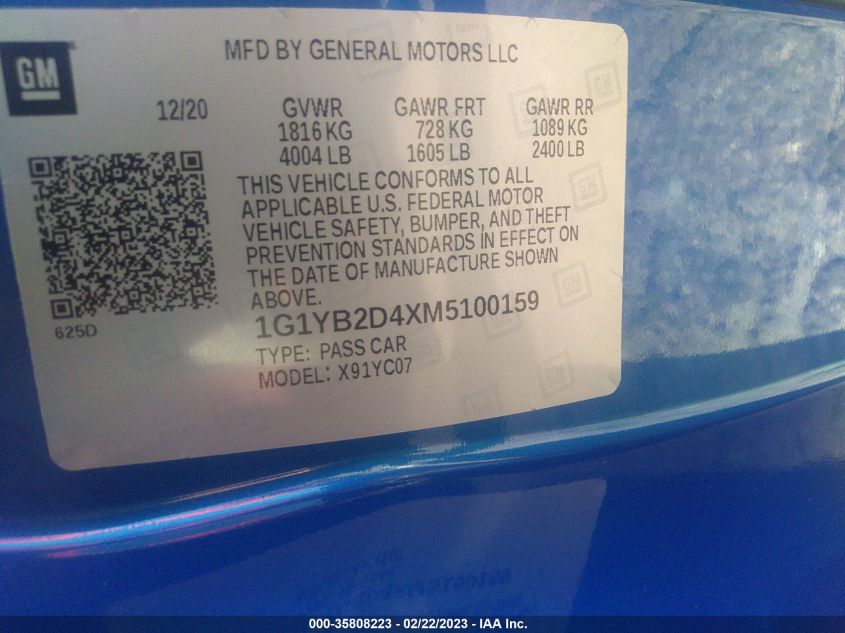 GM
MFD BY GENERAL MOTORS LLC
12/20 GVWR GAWR FRT GAWR RR
1816 KG 728 KG 1089 KG
4004 LB 1605 LB 2400 LB
THIS VEHICLE CONFORMS TO ALL
APPLICABLE U.S. FEDERAL MOTOR
VEHICLE SAFETY, BUMPER, AND THEFT
PREVENTION STANDARDS IN EFFECT ON
THE DATE OF MANUFACTURE SHOWN
ABOVE.
625D
1G1YB2D4XM5100159
TYPE: PASS CAR
MODEL: X91YC07
000-35808223 - 02/22/2023 - IAA Inc.